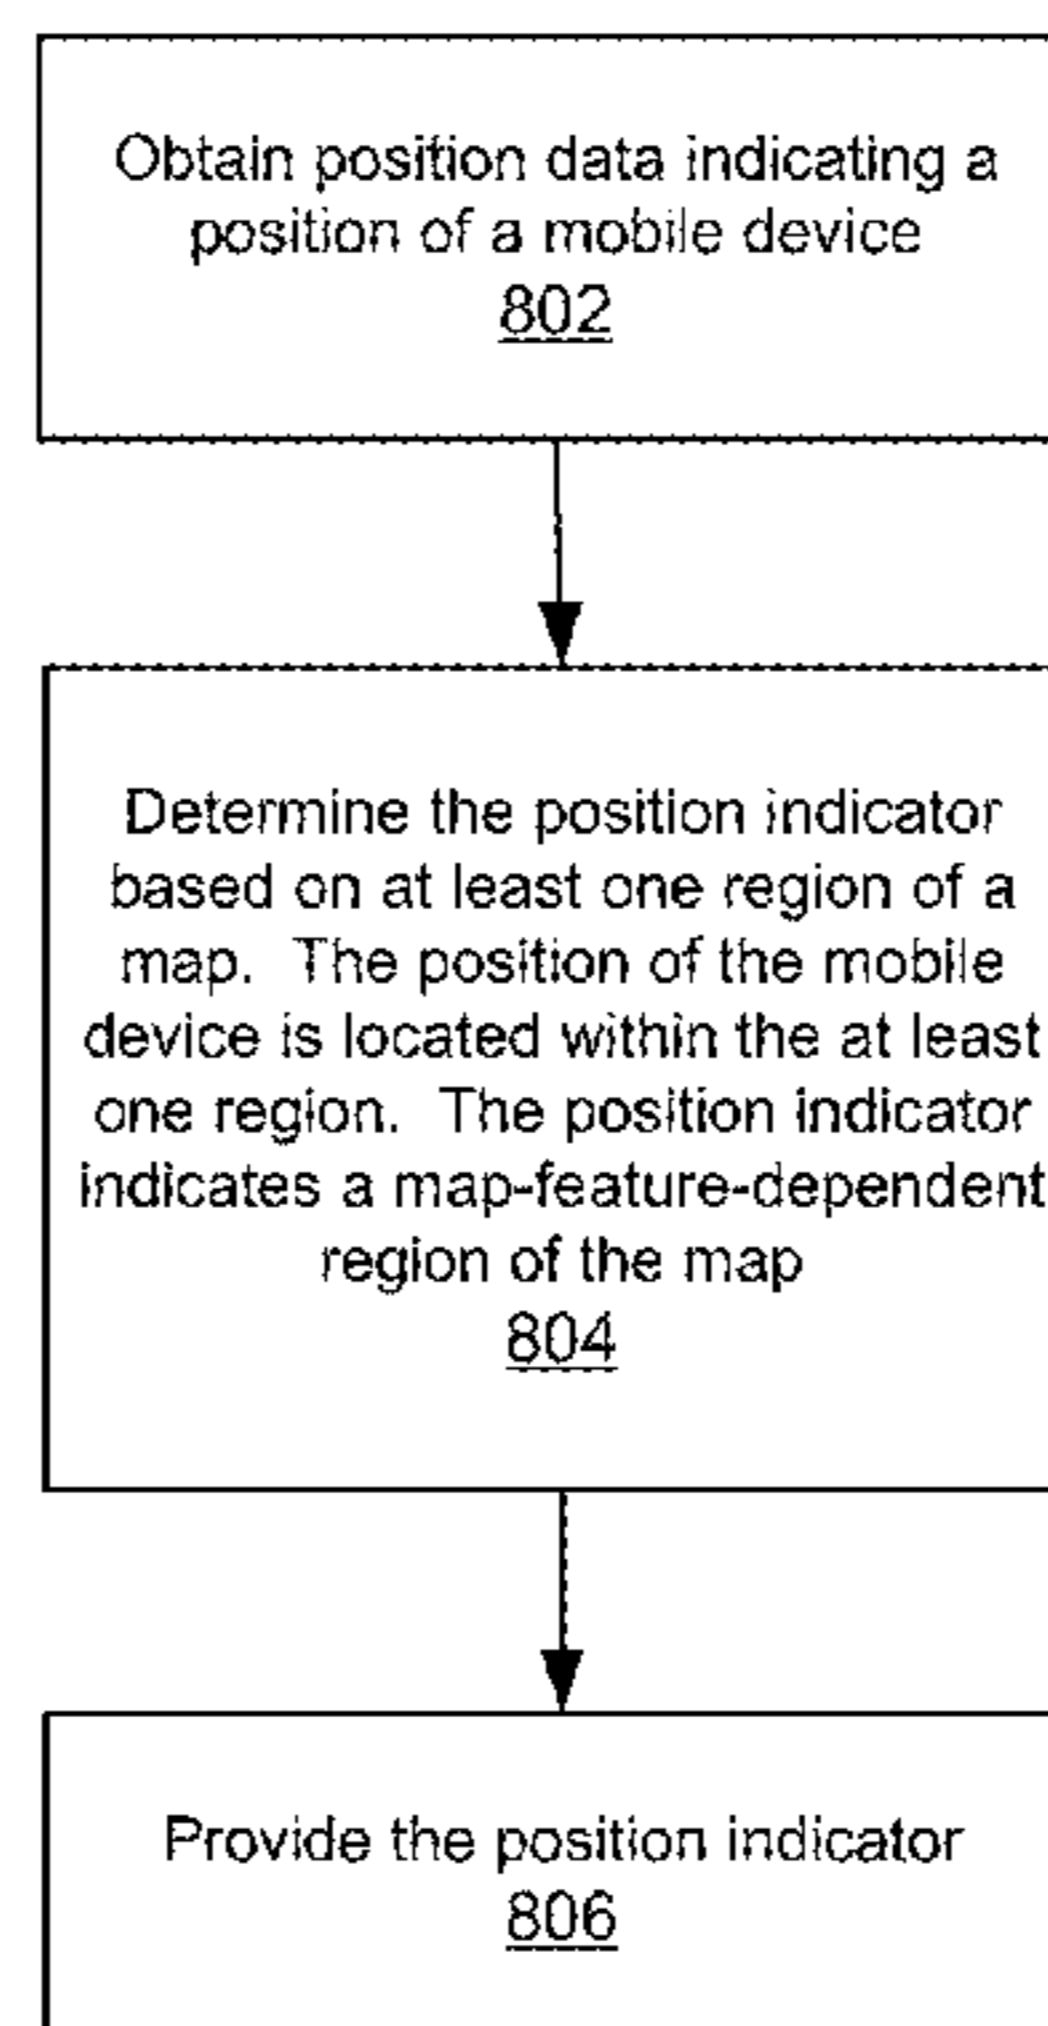 Obtain position data indicating a
position of a mobile device
802
Determine the position indicator
based on at least one region of a
map. The position of the mobile
device is located within the at least
one region. The position indicator
indicates a map-feature-dependent
region of the map
804
Provide the position indicator
806